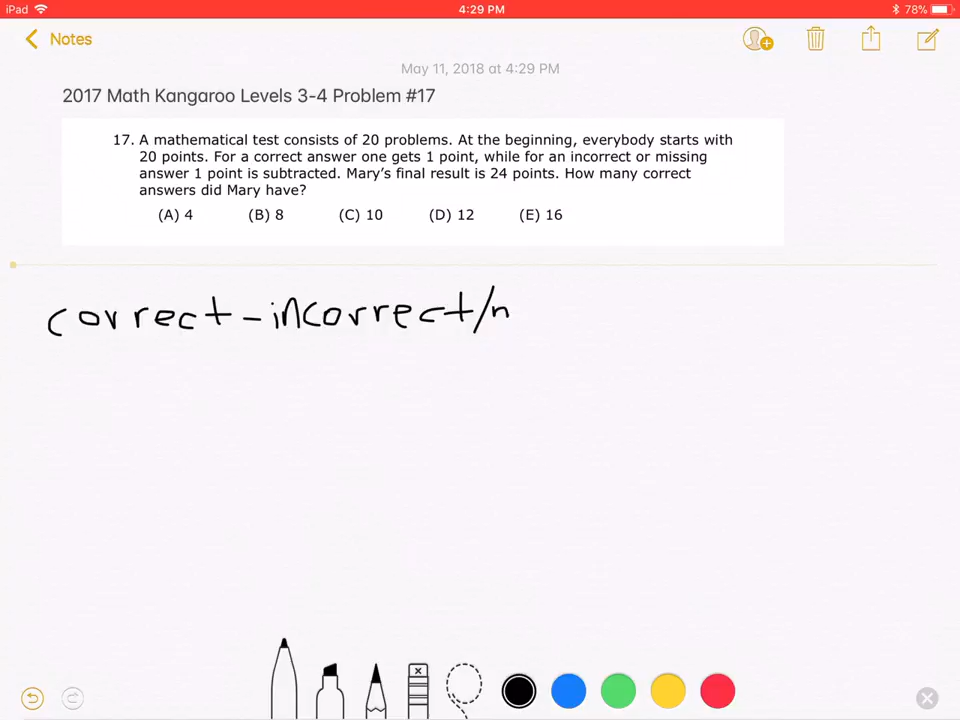 iPad 4:29 PM 78%
Notes
May 11, 2018 at 4:29 PM
2017 Math Kangaroo Levels 3-4 Problem #17
17. A mathematical test consists of 20 problems. At the beginning, everybody starts with
20 points. For a correct answer one gets 1 point, while for an incorrect or missing
answer 1 point is subtracted. Mary's final result is 24 points. How many correct
answers did Mary have?
(A) 4 (B) 8 (C) 10 (D) 12 (E) 16
correct-incorrect/n